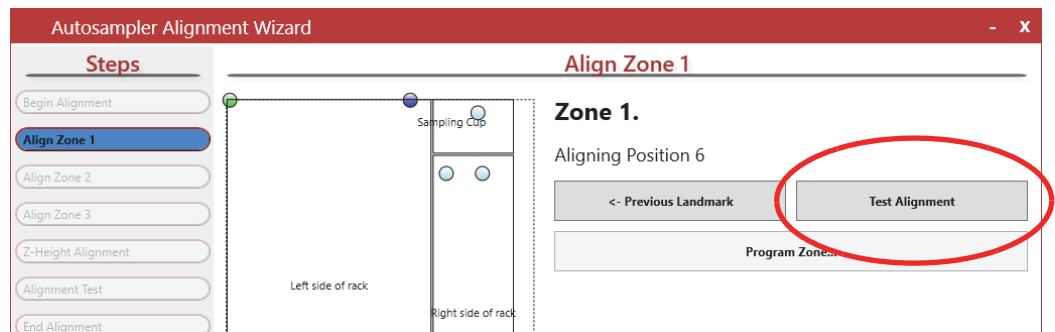 Autosampler Alignment Wizard
- X
Steps
Begin Alignment
Align Zone 1
Align Zone 2
Align Zone 3
Z-Height Alignment
Alignment Test
End Alignment
Align Zone 1
Sampling Cup
Left side of rack
Right side of rack
Zone 1.
Aligning Position 6
<- Previous Landmark
Test Alignment
Program Zone...